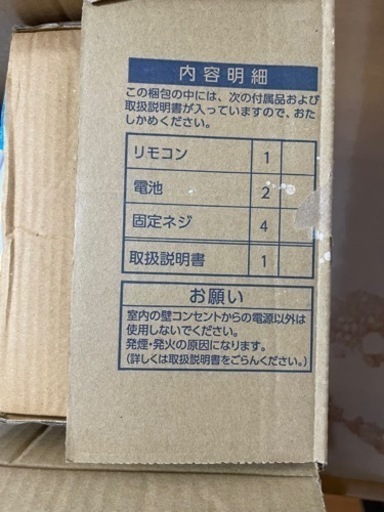 内容明細
この梱包の中には、次の付属品および
取扱説明書が入っていますので、おた
しかめください。
リモコン 1
電池 2
固定ネジ 4
取扱説明書 1
お願い
室内の壁コンセントからの電源以外は
使用しないでください。
発煙・発火の原因になります。
(詳しくは取扱説明書をごらんください。)